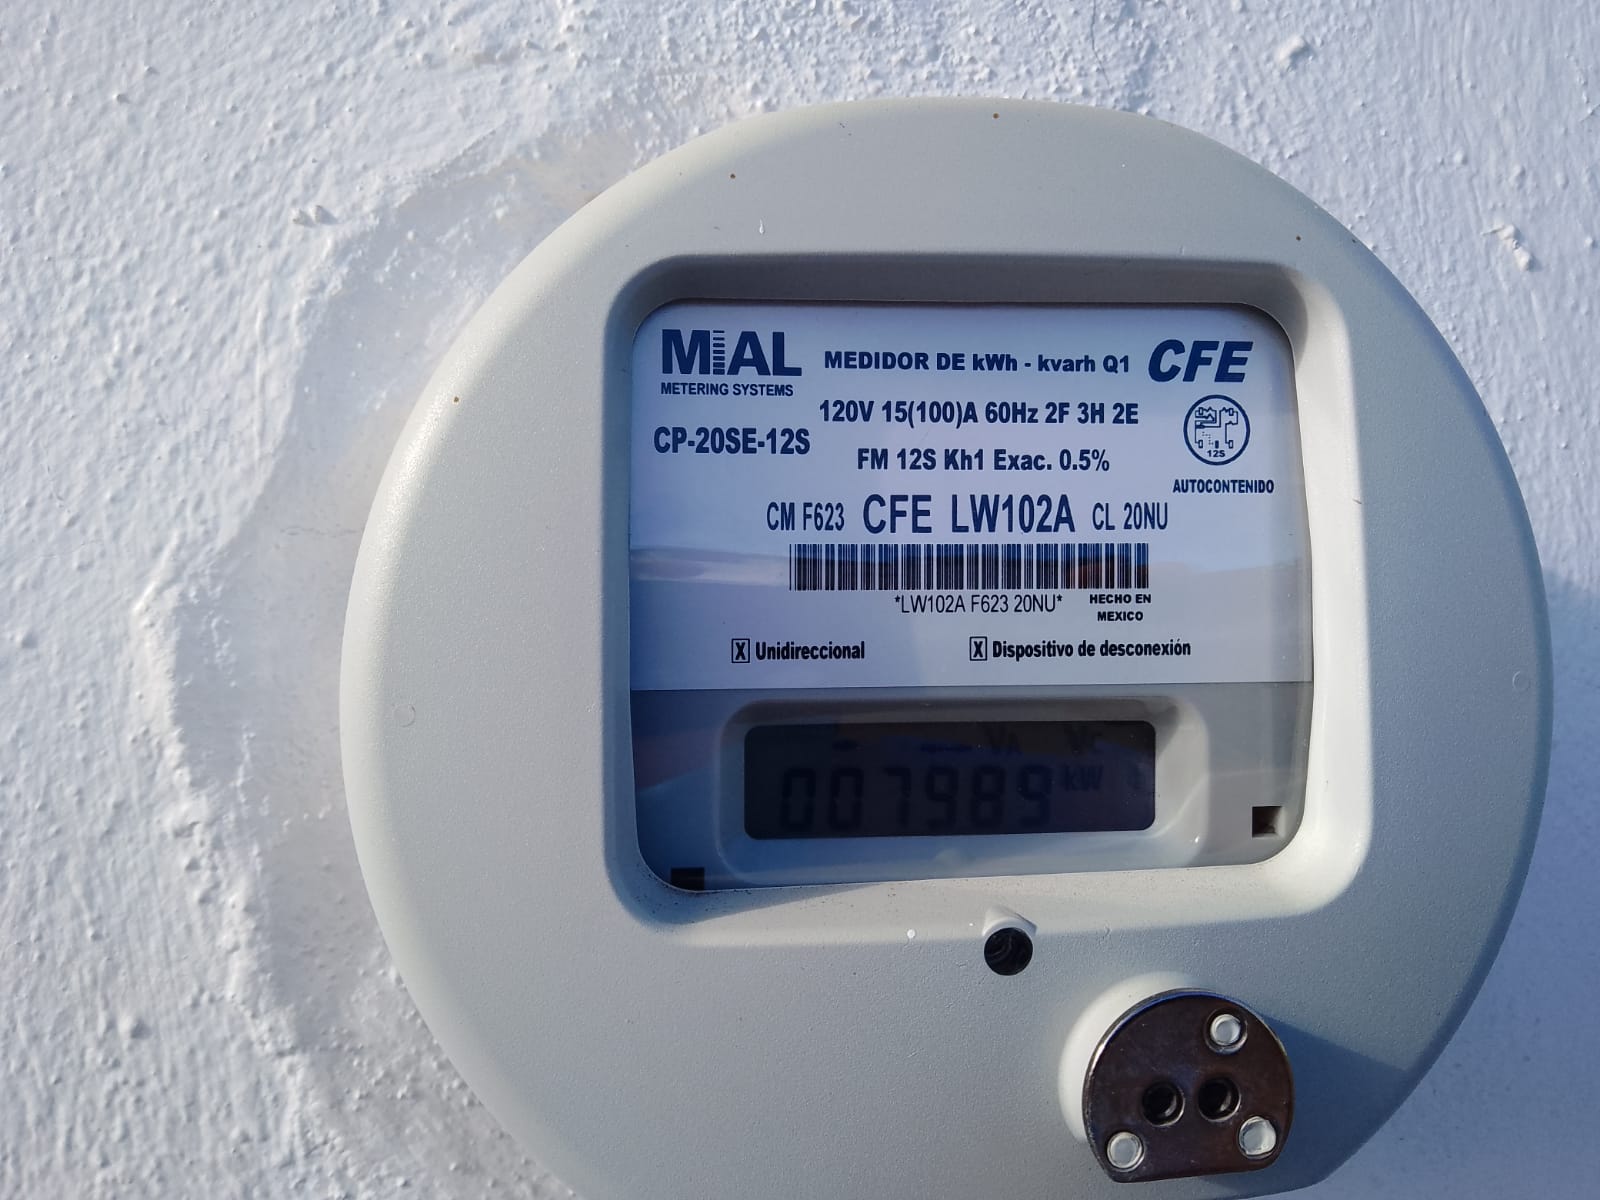 MIAL
METERING SYSTEMS
MEDIDOR DE kWh - kvarh Q1
CFE
120V 15(100)A 60Hz 2F 3H 2E
CP-20SE-12S
FM 12S Kh1 Exac. 0.5%
12S
AUTOCONTENIDO
CM F623 CFE LW102A CL 20NU
*LW102A F623 20NU*
HECHO EN
MEXICO
X Unidireccional
X Dispositivo de desconexión
VA VC
007989 kW